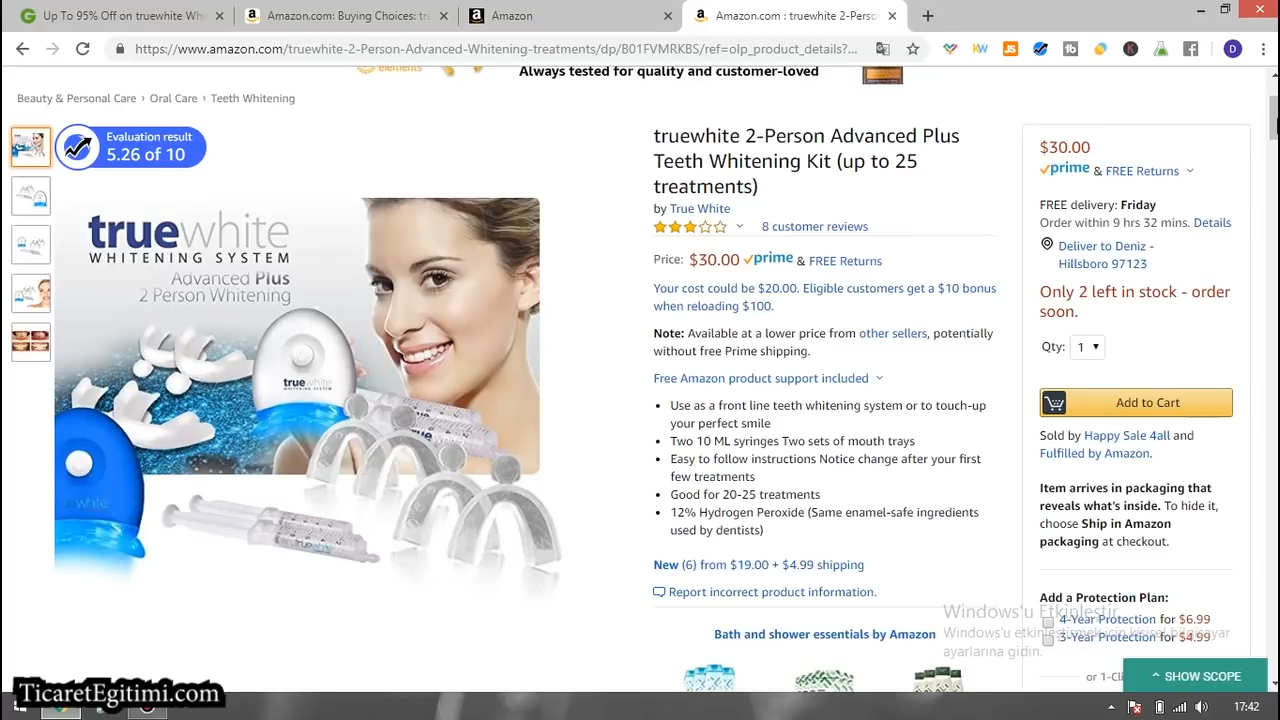 Up To 95% Off on truewhite Wh
Amazon.com: Buying Choices: tru
Amazon
Amazon.com : truewhite 2-Person
https://www.amazon.com/truewhite-2-Person-Advanced-Whitening-treatments/dp/B01FVMRKBS/ref=olp_product_details?...
elements
Always tested for quality and customer-loved
Beauty & Personal Care › Oral Care › Teeth Whitening
Evaluation result
5.26 of 10
truewhite
WHITENING SYSTEM
Advanced Plus
2 Person Whitening
truewhite
truewhite 2-Person Advanced Plus
Teeth Whitening Kit (up to 25
treatments)
by True White
8 customer reviews
Price: $30.00 prime & FREE Returns
Your cost could be $20.00. Eligible customers get a $10 bonus
when reloading $100.
Note: Available at a lower price from other sellers, potentially
without free Prime shipping.
Free Amazon product support included
• Use as a front line teeth whitening system or to touch-up
your perfect smile
• Two 10 ML syringes Two sets of mouth trays
• Easy to follow instructions Notice change after your first
few treatments
• Good for 20-25 treatments
• 12% Hydrogen Peroxide (Same enamel-safe ingredients
used by dentists)
New (6) from $19.00 + $4.99 shipping
Report incorrect product information.
Bath and shower essentials by Amazon
$30.00
prime & FREE Returns
FREE delivery: Friday
Order within 9 hrs 32 mins. Details
Deliver to Deniz -
Hillsboro 97123
Only 2 left in stock - order
soon.
Qty: 1
Add to Cart
Sold by Happy Sale 4all and
Fulfilled by Amazon.
Item arrives in packaging that
reveals what's inside. To hide it,
choose Ship in Amazon
packaging at checkout.
Add a Protection Plan:
4-Year Protection for $6.99
3-Year Protection for $4.99
or 1-Cli
Windows'u Etkinleştir
Windows'u etkinleştirmek için kişisel bilgisayar
ayarlarına gidin.
SHOW SCOPE
TicaretEgitimi.com
17:42